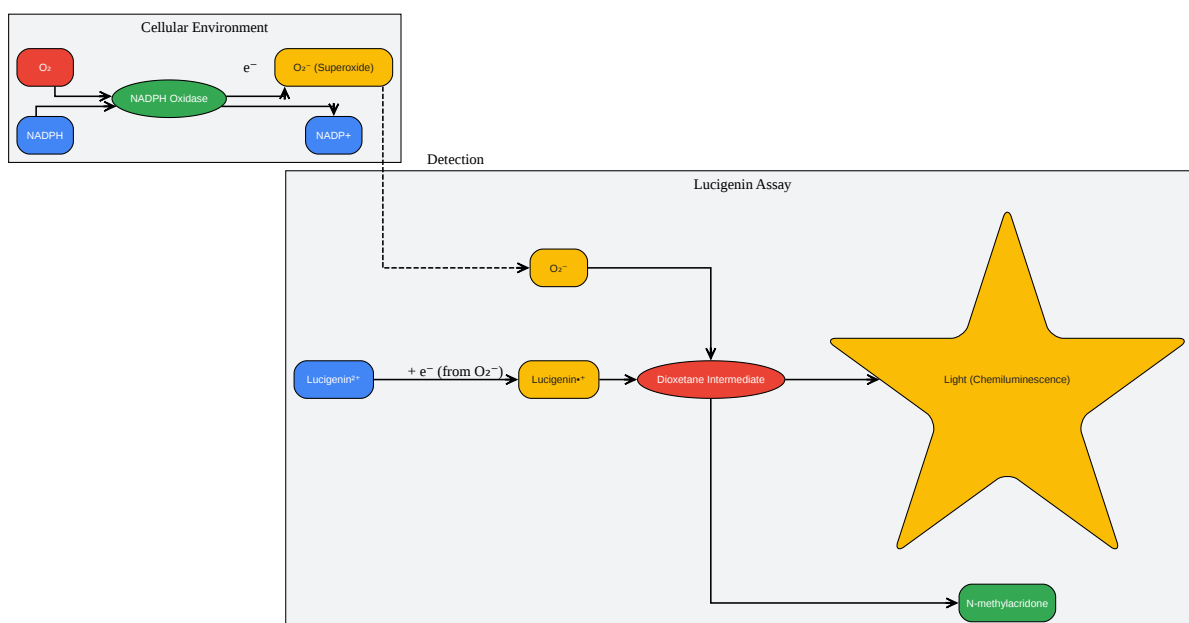 Cellular Environment
O₂
e⁻
O₂⁻ (Superoxide)
NADPH Oxidase
NADPH
NADP+
Detection
Lucigenin Assay
O₂⁻
Lucigenin²⁺
+ e⁻ (from O₂⁻)
Lucigenin•⁺
Dioxetane Intermediate
Light (Chemiluminescence)
N-methylacridone